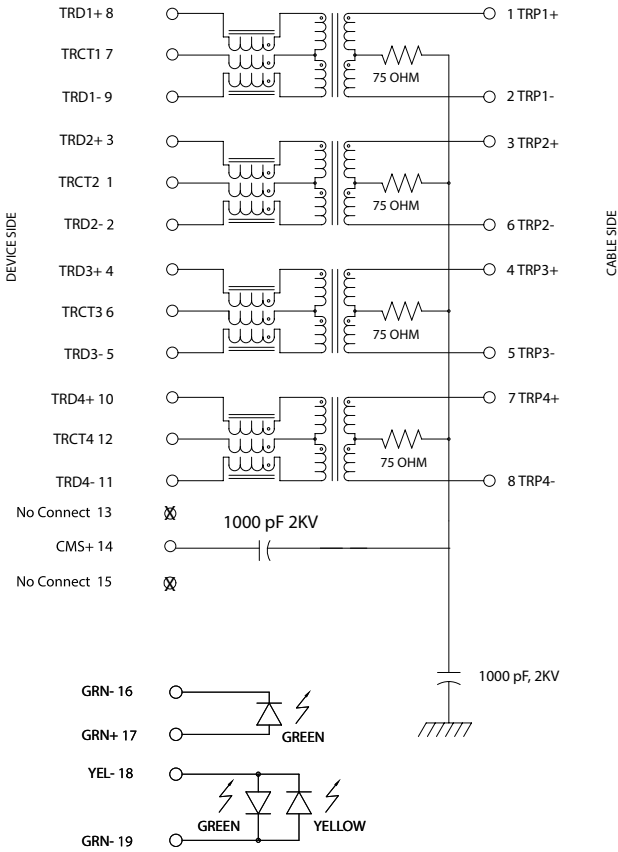 TRD1+ 8
1 TRP1+
TRCT1 7
75 OHM
TRD1- 9
2 TRP1-
TRD2+ 3
3 TRP2+
TRCT2 1
75 OHM
TRD2- 2
6 TRP2-
DEVICE SIDE
CABLE SIDE
TRD3+ 4
4 TRP3+
TRCT3 6
75 OHM
TRD3- 5
5 TRP3-
TRD4+ 10
7 TRP4+
TRCT4 12
75 OHM
TRD4- 11
8 TRP4-
No Connect 13
1000 pF 2KV
CMS+ 14
No Connect 15
1000 pF, 2KV
GRN- 16
GRN+ 17
GREEN
YEL- 18
GREEN
YELLOW
GRN- 19